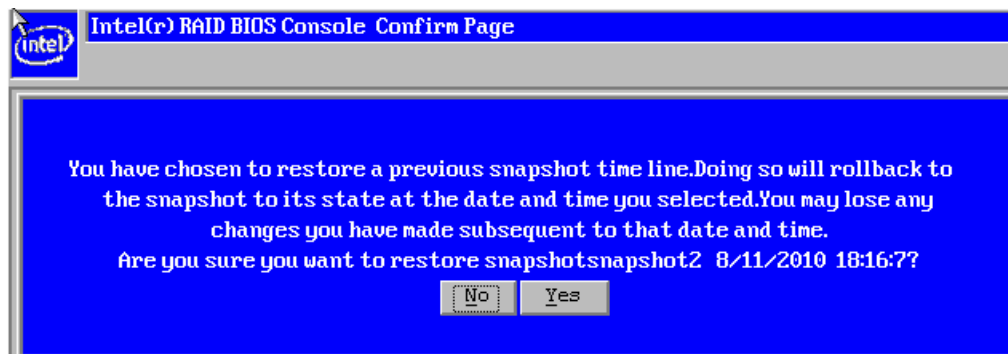 intel
Intel(r) RAID BIOS Console Confirm Page
You have chosen to restore a previous snapshot time line.Doing so will rollback to
the snapshot to its state at the date and time you selected.You may lose any
changes you have made subsequent to that date and time.
Are you sure you want to restore snapshotsnapshot2 8/11/2010 18:16:7?
No Yes